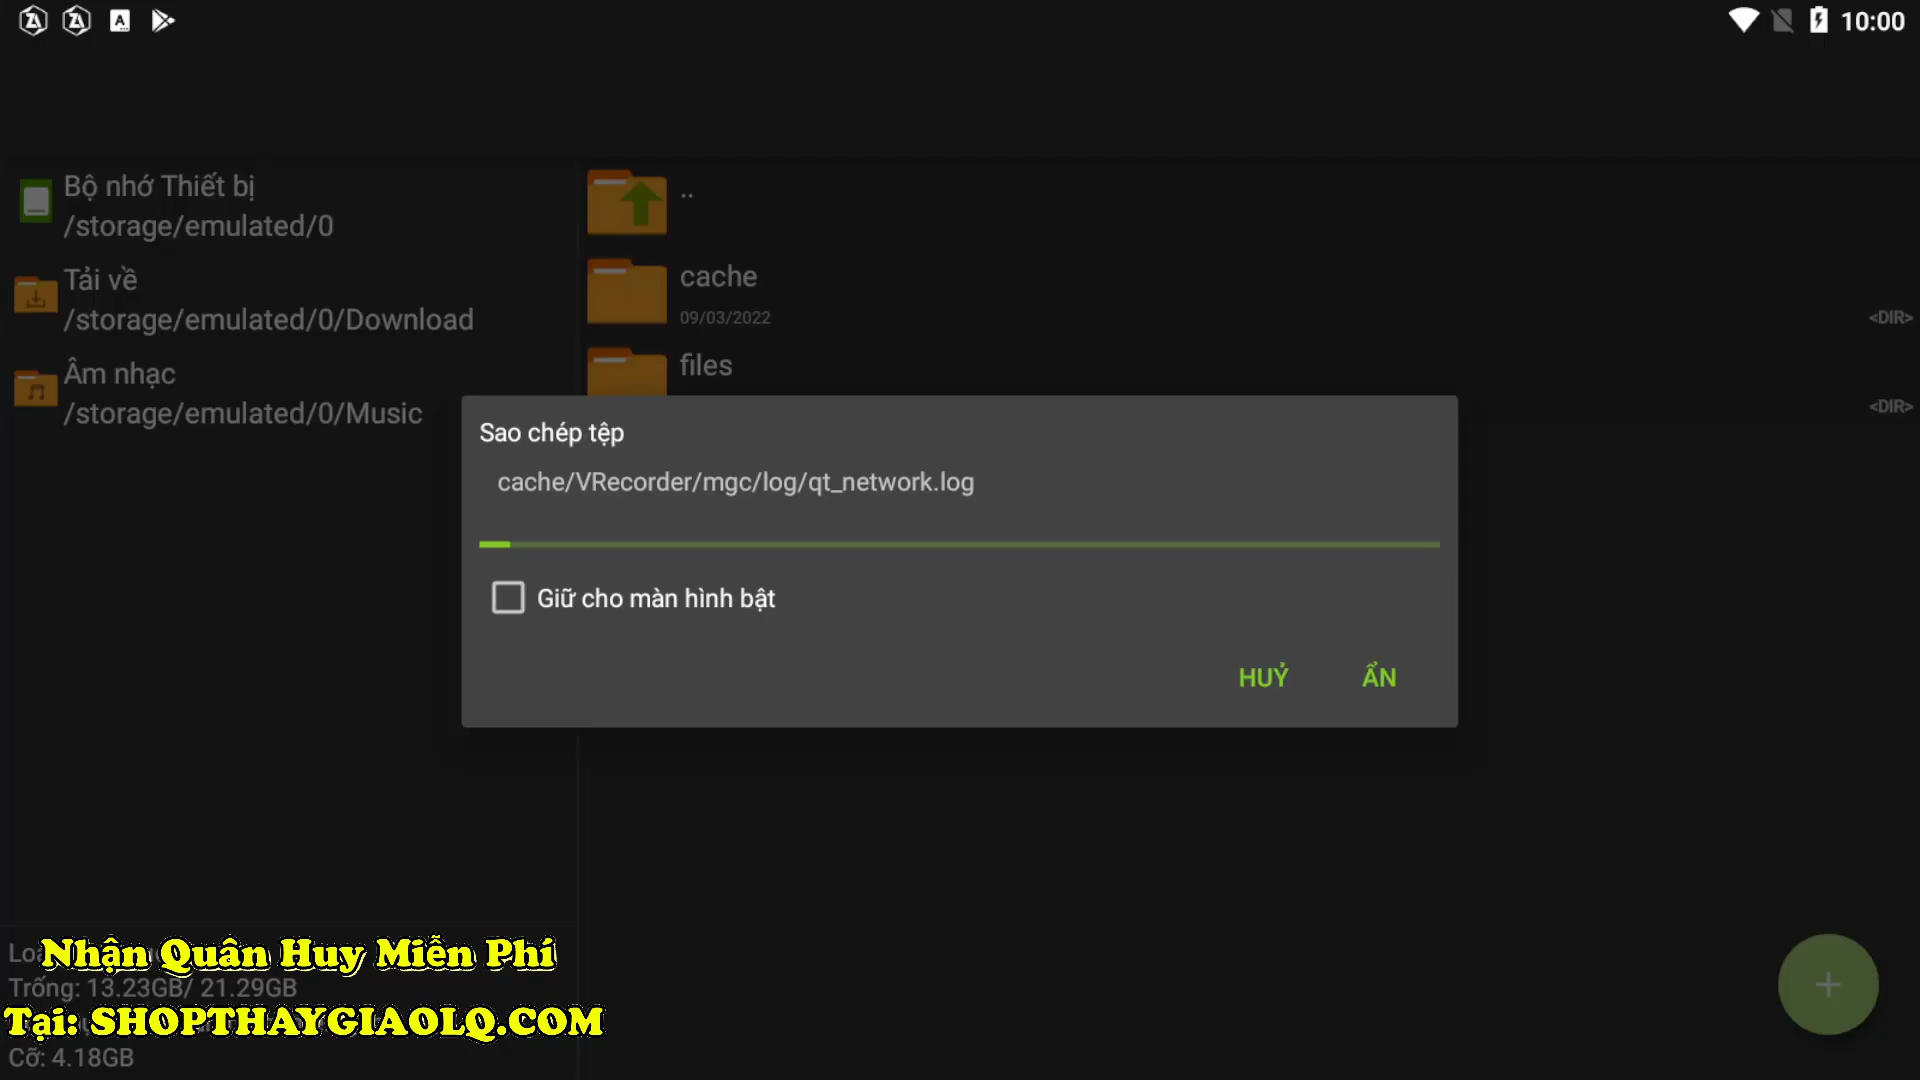 10:00
Bộ nhớ Thiết bị
/storage/emulated/0
Tải về
/storage/emulated/0/Download
Âm nhạc
/storage/emulated/0/Music
..
cache
09/03/2022
<DIR>
files
<DIR>
Sao chép tệp
cache/VRecorder/mgc/log/qt_network.log
Giữ cho màn hình bật
HUỶ
ẨN
Nhận Quân Huy Miễn Phí
Trống: 13.23GB/ 21.29GB
Tại: SHOPTHAYGIAOLQ.COM
Cỡ: 4.18GB
+